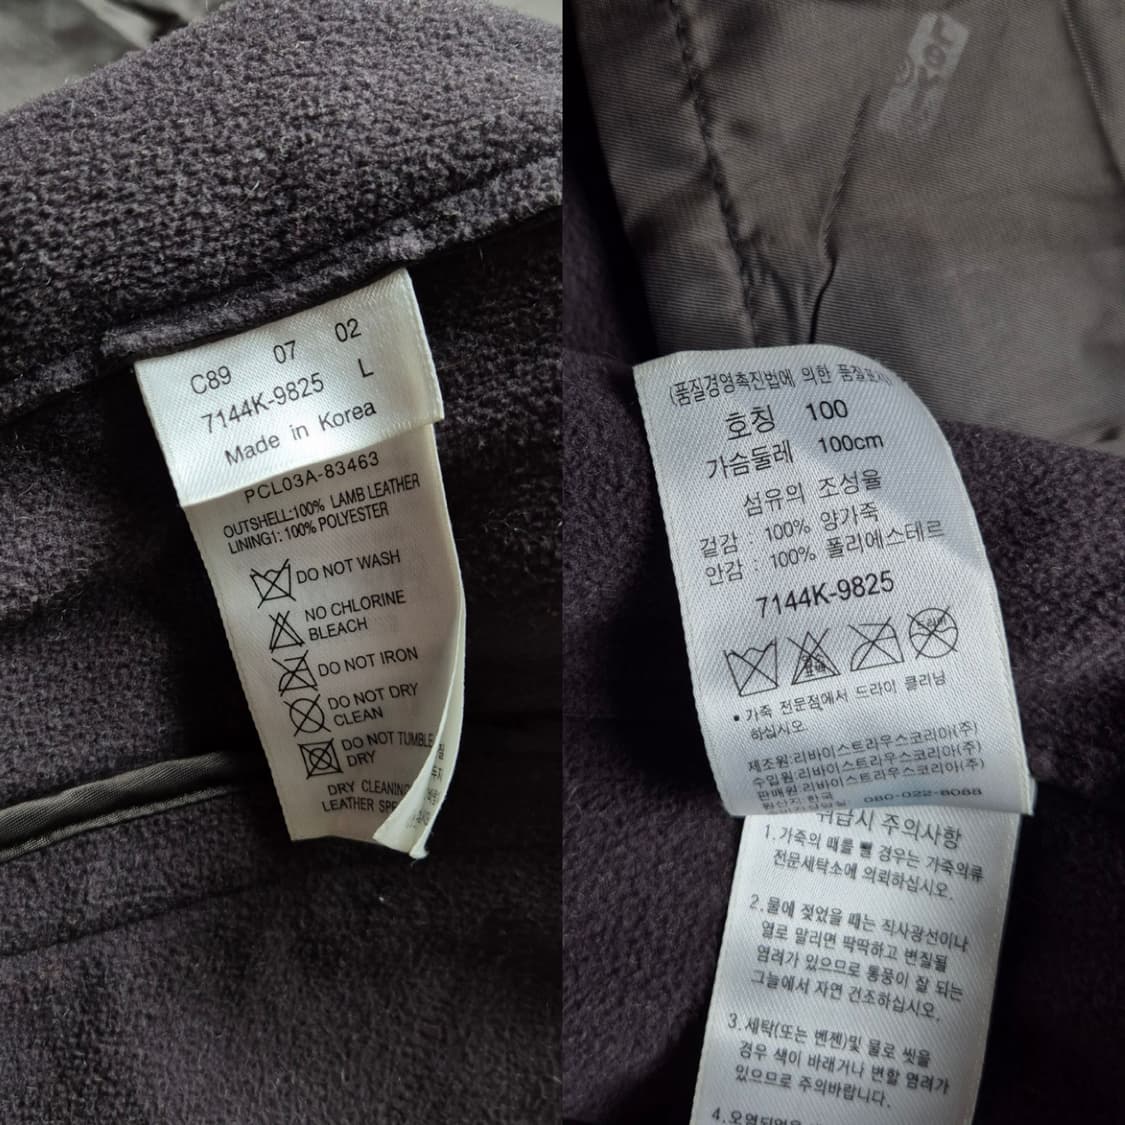 C89 07 02
7144K-9825 L
Made in Korea
PCL03A-83463
OUTSHELL:100% LAMB LEATHER
LINING1: 100% POLYESTER
DO NOT WASH
NO CHLORINE
BLEACH
DO NOT IRON
DO NOT DRY
CLEAN
DO NOT TUMBLE
DRY
DRY CLEANING
LEATHER
(품질경영촉진법에 의한 품질표시)
호칭 100
가슴둘레 100cm
섬유의 조성율
겉감 : 100% 양가죽
안감 : 100% 폴리에스테르
7144K-9825
드라이
• 가죽 전문점에서 드라이 클리닝
하십시오
제조원:리바이스트라우스코리아(주)
수입원:리바이스트라우스코리아(주)
판매원:리바이스트라우스코리아(주)
원산지:한국
080-022-8088
취급시 주의사항
1.가죽의 때를 뺄 경우는 가죽의류
전문세탁소에 의뢰하십시오.
2.물에 젖었을 때는 직사광선이나
열로 말리면 딱딱하고 변질될
염려가 있으므로 통풍이 잘 되는
그늘에서 자연 건조하십시오.
3.세탁(또는 벤젠)및 물로 씻을
경우 색이 바래거나 변할 염려가
있으므로 주의바랍니다.
4.